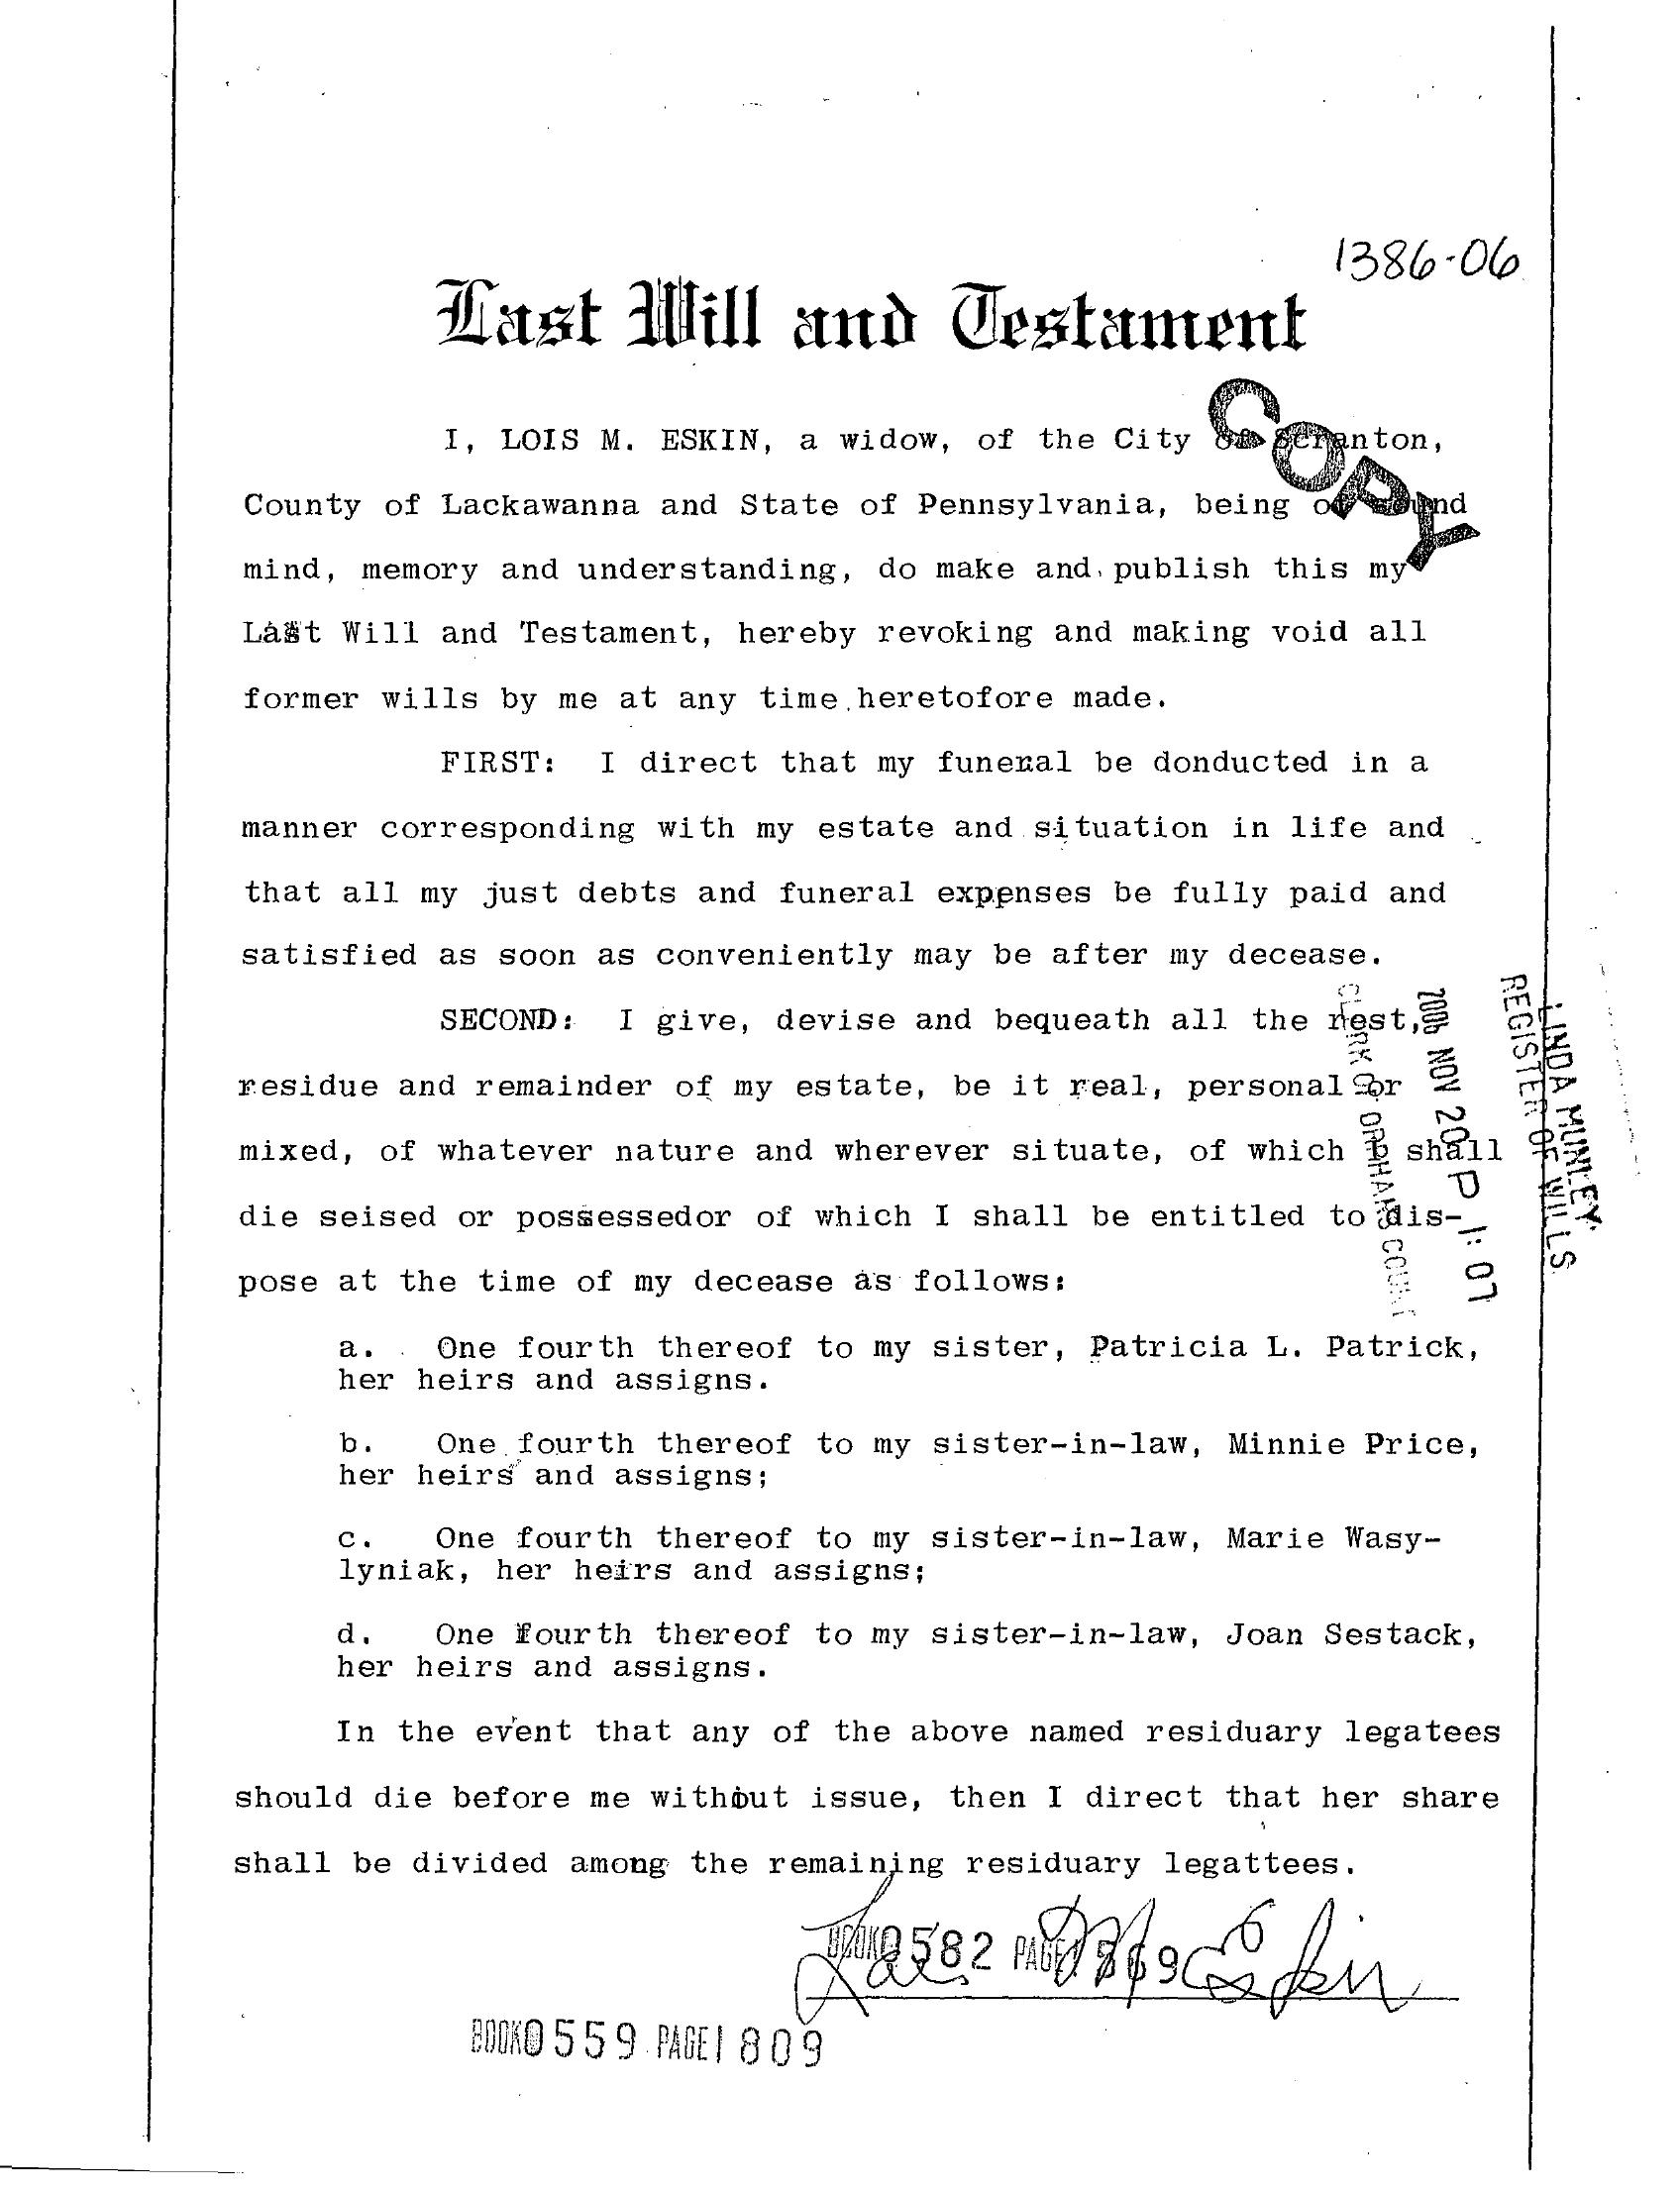 1386-06
Last Will and Testament
COPY
I, LOIS M. ESKIN, a widow, of the City of Scranton,
County of Lackawanna and State of Pennsylvania, being of sound
mind, memory and understanding, do make and publish this my
Last Will and Testament, hereby revoking and making void all
former wills by me at any time heretofore made.
FIRST: I direct that my funeral be donducted in a
manner corresponding with my estate and situation in life and
that all my just debts and funeral expenses be fully paid and
satisfied as soon as conveniently may be after my decease.
SECOND: I give, devise and bequeath all the rest,
residue and remainder of my estate, be it real, personal or
mixed, of whatever nature and wherever situate, of which I shall
die seised or possessedor of which I shall be entitled to dis-
pose at the time of my decease as follows:
LINDA MUNLEY
REGISTER OF WILLS
2006 NOV 20 P 1:07
CLERK OF ORPHANS COURT
a. One fourth thereof to my sister, Patricia L. Patrick,
her heirs and assigns.
b. One fourth thereof to my sister-in-law, Minnie Price,
her heirs and assigns;
c. One fourth thereof to my sister-in-law, Marie Wasy-
lyniak, her heirs and assigns;
d. One fourth thereof to my sister-in-law, Joan Sestack,
her heirs and assigns.
In the event that any of the above named residuary legatees
should die before me without issue, then I direct that her share
shall be divided among the remaining residuary legattees.
Lois M Eskin
BOOK0582 PAGE1869
BOOK0559 PAGE1809